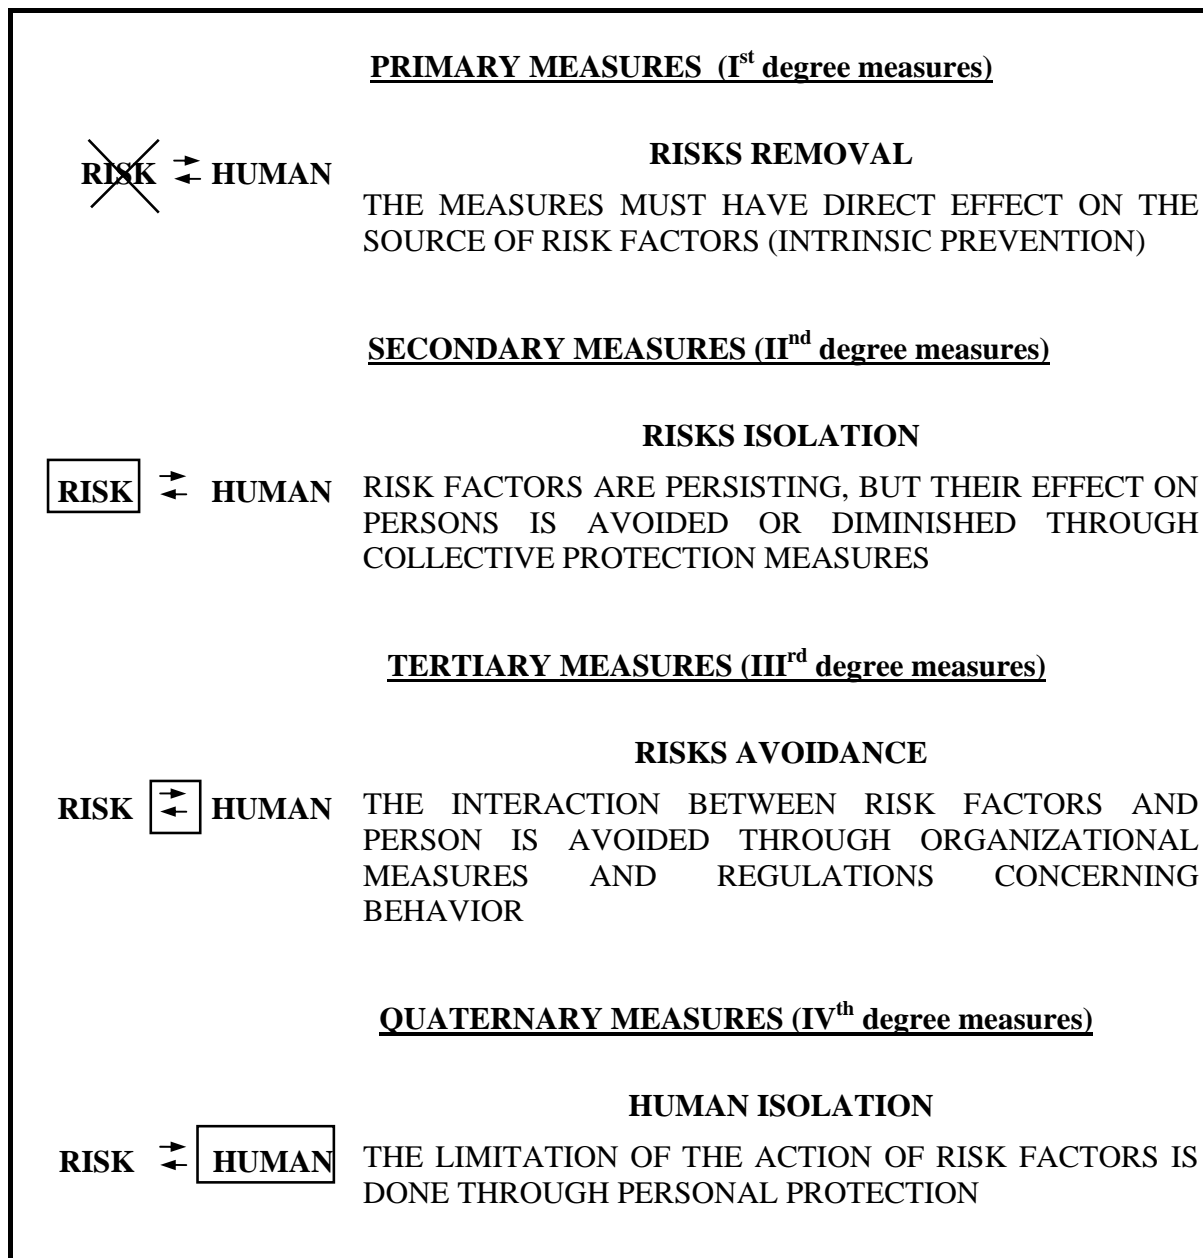 PRIMARY MEASURES (Ist degree measures)
RISK ⇄ HUMAN
RISKS REMOVAL
THE MEASURES MUST HAVE DIRECT EFFECT ON THE
SOURCE OF RISK FACTORS (INTRINSIC PREVENTION)
SECONDARY MEASURES (IInd degree measures)
RISKS ISOLATION
RISK ⇄ HUMAN
RISK FACTORS ARE PERSISTING, BUT THEIR EFFECT ON
PERSONS IS AVOIDED OR DIMINISHED THROUGH
COLLECTIVE PROTECTION MEASURES
TERTIARY MEASURES (IIIrd degree measures)
RISKS AVOIDANCE
RISK ⇄ HUMAN
THE INTERACTION BETWEEN RISK FACTORS AND
PERSON IS AVOIDED THROUGH ORGANIZATIONAL
MEASURES AND REGULATIONS CONCERNING
BEHAVIOR
QUATERNARY MEASURES (IVth degree measures)
HUMAN ISOLATION
RISK ⇄ HUMAN
THE LIMITATION OF THE ACTION OF RISK FACTORS IS
DONE THROUGH PERSONAL PROTECTION